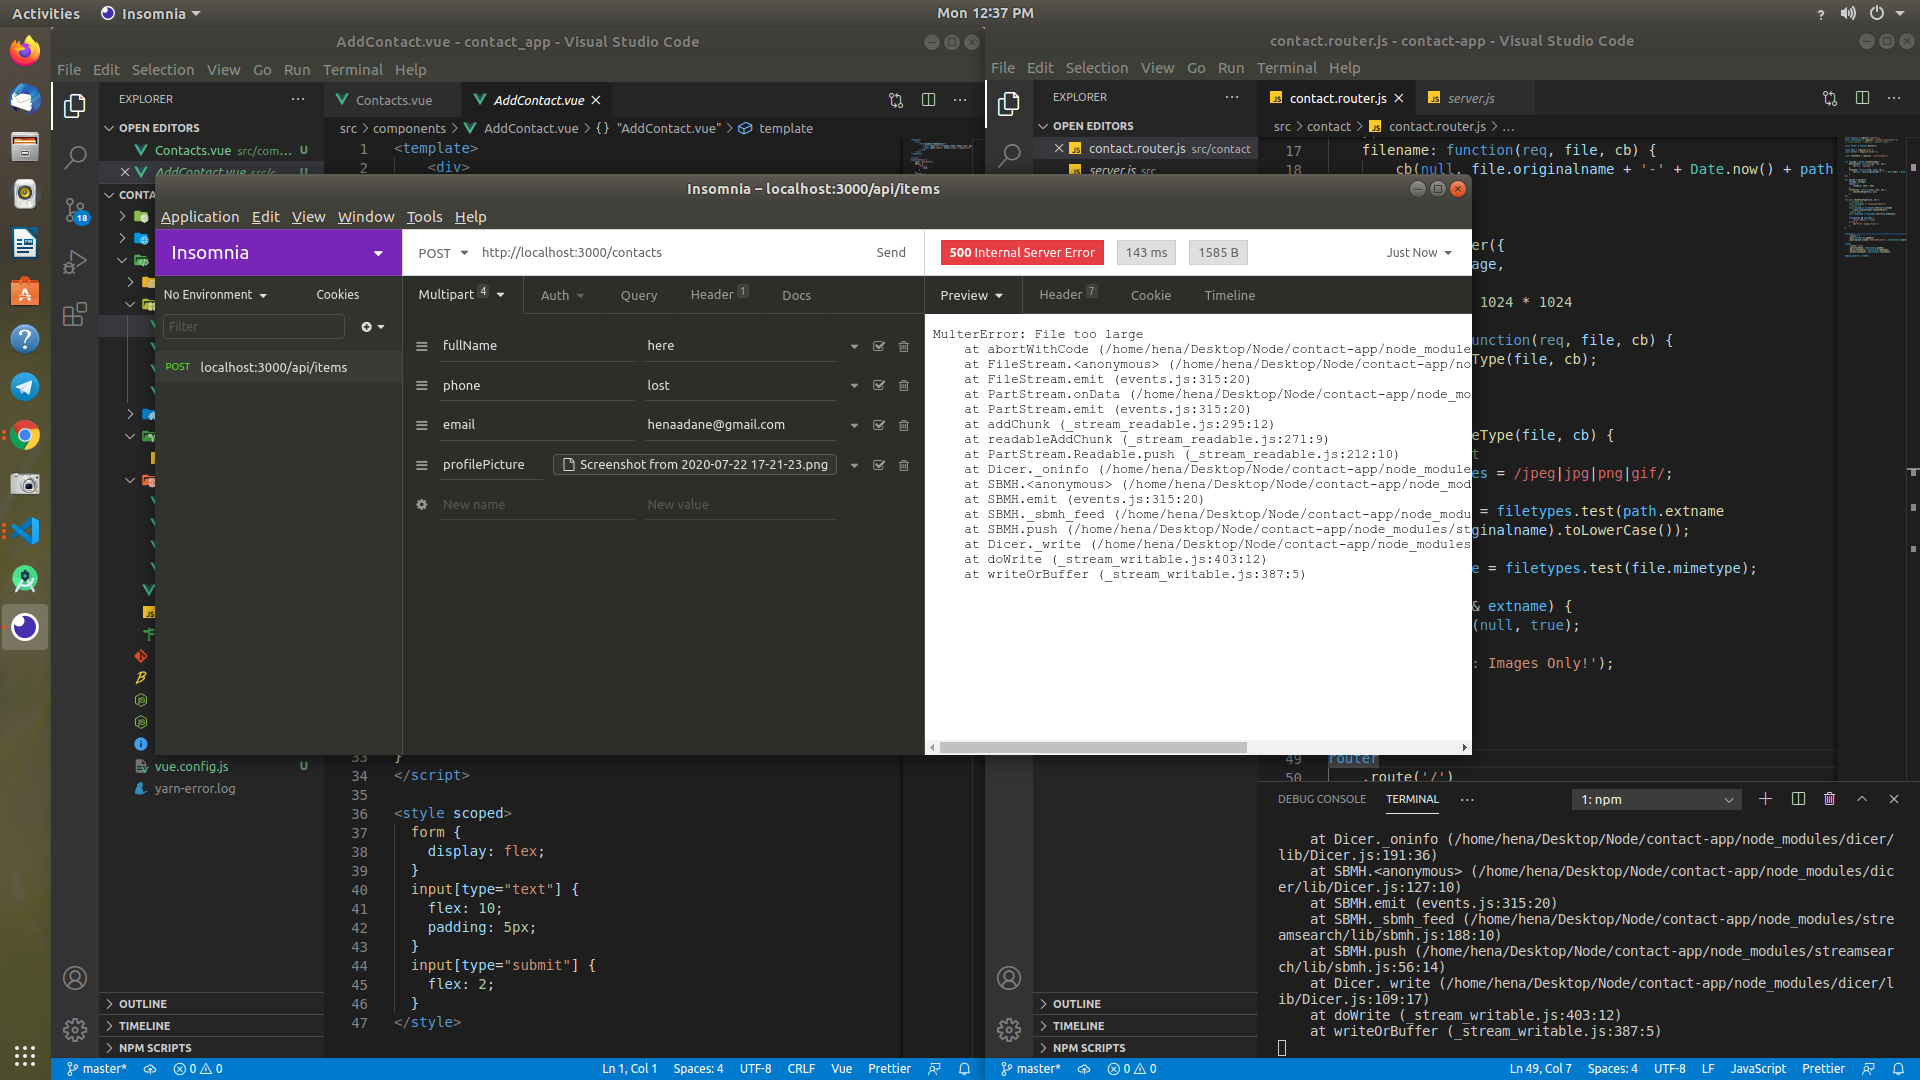 Activities
Insomnia
Mon 12:37 PM
AddContact.vue - contact_app - Visual Studio Code
File Edit Selection View Go Run Terminal Help
EXPLORER
Contacts.vue
AddContact.vue
OPEN EDITORS
Contacts.vue src/com... U
AddContact.vue src/c... U
src > components > AddContact.vue > {} "AddContact.vue" > template
1 <template>
2 <div>
CONTA
18
vue.config.js U
yarn-error.log
OUTLINE
TIMELINE
NPM SCRIPTS
33 }
34 </script>
35
36 <style scoped>
37 form {
38 display: flex;
39 }
40 input[type="text"] {
41 flex: 10;
42 padding: 5px;
43 }
44 input[type="submit"] {
45 flex: 2;
46 }
47 </style>
master* 0 0
Ln 1, Col 1 Spaces: 4 UTF-8 CRLF Vue Prettier
contact.router.js - contact-app - Visual Studio Code
File Edit Selection View Go Run Terminal Help
EXPLORER
OPEN EDITORS
contact.router.js src/contact
server.js src
contact.router.js
server.js
src > contact > contact.router.js > ...
17 filename: function(req, file, cb) {
18 cb(null, file.originalname + '-' + Date.now() + path
er({
age,
1024 * 1024
unction(req, file, cb) {
Type(file, cb);
eType(file, cb) {
t
es = /jpeg|jpg|png|gif/;
= filetypes.test(path.extname
ginalname).toLowerCase());
e = filetypes.test(file.mimetype);
& extname) {
(null, true);
: Images Only!');
49 router
50 .route('/')
Insomnia – localhost:3000/api/items
Application Edit View Window Tools Help
Insomnia
POST http://localhost:3000/contacts Send
500 Internal Server Error 143 ms 1585 B Just Now
No Environment Cookies
Multipart 4 Auth Query Header 1 Docs
Preview Header 7 Cookie Timeline
Filter
POST localhost:3000/api/items
fullName here
phone lost
email henaadane@gmail.com
profilePicture Screenshot from 2020-07-22 17-21-23.png
New name New value
MulterError: File too large
at abortWithCode (/home/hena/Desktop/Node/contact-app/node_module
at FileStream.<anonymous> (/home/hena/Desktop/Node/contact-app/no
at FileStream.emit (events.js:315:20)
at PartStream.onData (/home/hena/Desktop/Node/contact-app/node_mo
at PartStream.emit (events.js:315:20)
at addChunk (_stream_readable.js:295:12)
at readableAddChunk (_stream_readable.js:271:9)
at PartStream.Readable.push (_stream_readable.js:212:10)
at Dicer._oninfo (/home/hena/Desktop/Node/contact-app/node_module
at SBMH.<anonymous> (/home/hena/Desktop/Node/contact-app/node_mod
at SBMH.emit (events.js:315:20)
at SBMH._sbmh_feed (/home/hena/Desktop/Node/contact-app/node_modu
at SBMH.push (/home/hena/Desktop/Node/contact-app/node_modules/st
at Dicer._write (/home/hena/Desktop/Node/contact-app/node_modules
at doWrite (_stream_writable.js:403:12)
at writeOrBuffer (_stream_writable.js:387:5)
DEBUG CONSOLE TERMINAL 1: npm
at Dicer._oninfo (/home/hena/Desktop/Node/contact-app/node_modules/dicer/
lib/Dicer.js:191:36)
at SBMH.<anonymous> (/home/hena/Desktop/Node/contact-app/node_modules/dic
er/lib/Dicer.js:127:10)
at SBMH.emit (events.js:315:20)
at SBMH._sbmh_feed (/home/hena/Desktop/Node/contact-app/node_modules/stre
amsearch/lib/sbmh.js:188:10)
at SBMH.push (/home/hena/Desktop/Node/contact-app/node_modules/streamsear
ch/lib/sbmh.js:56:14)
at Dicer._write (/home/hena/Desktop/Node/contact-app/node_modules/dicer/l
ib/Dicer.js:109:17)
at doWrite (_stream_writable.js:403:12)
at writeOrBuffer (_stream_writable.js:387:5)
OUTLINE
TIMELINE
NPM SCRIPTS
master* 0 0
Ln 49, Col 7 Spaces: 4 UTF-8 LF JavaScript Prettier